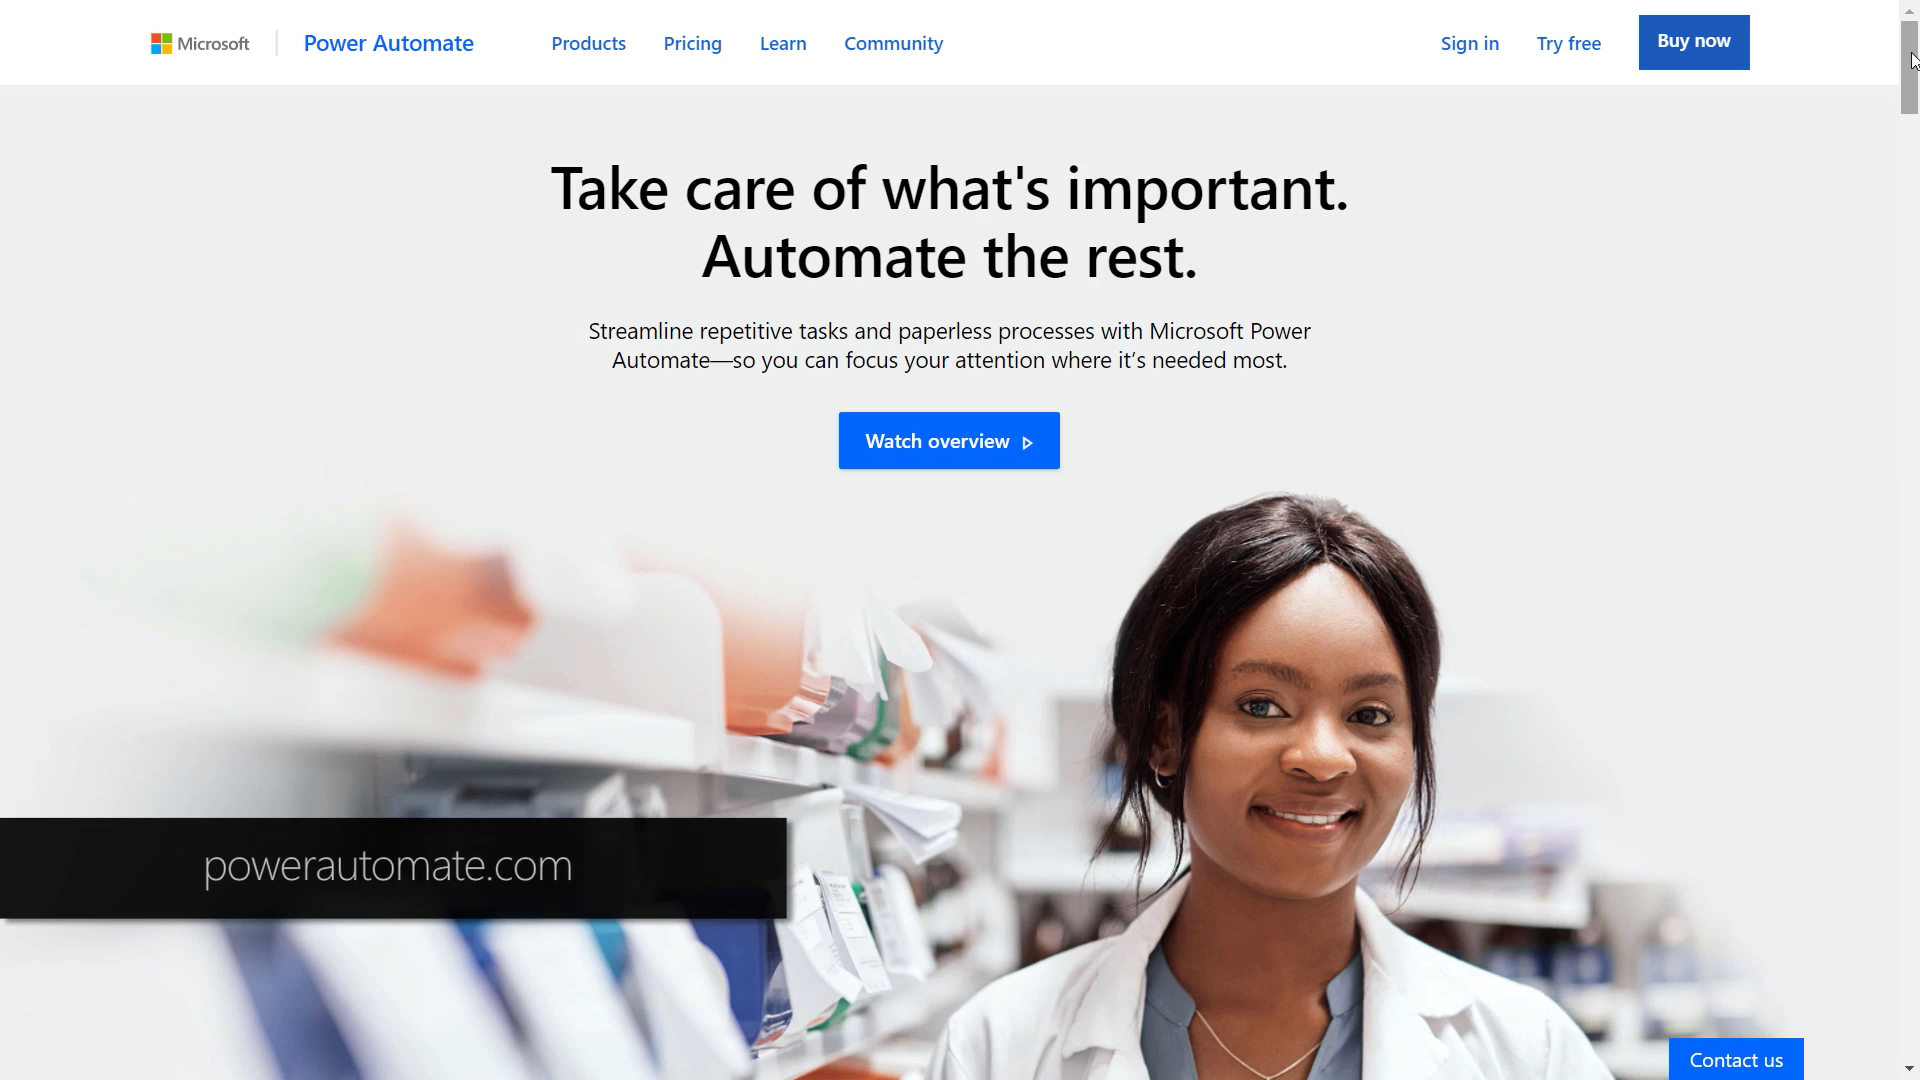 Microsoft
Power Automate
Products
Pricing
Learn
Community
Sign in
Try free
Buy now
Take care of what's important.
Automate the rest.
Streamline repetitive tasks and paperless processes with Microsoft Power
Automate—so you can focus your attention where it’s needed most.
Watch overview
powerautomate.com
Contact us